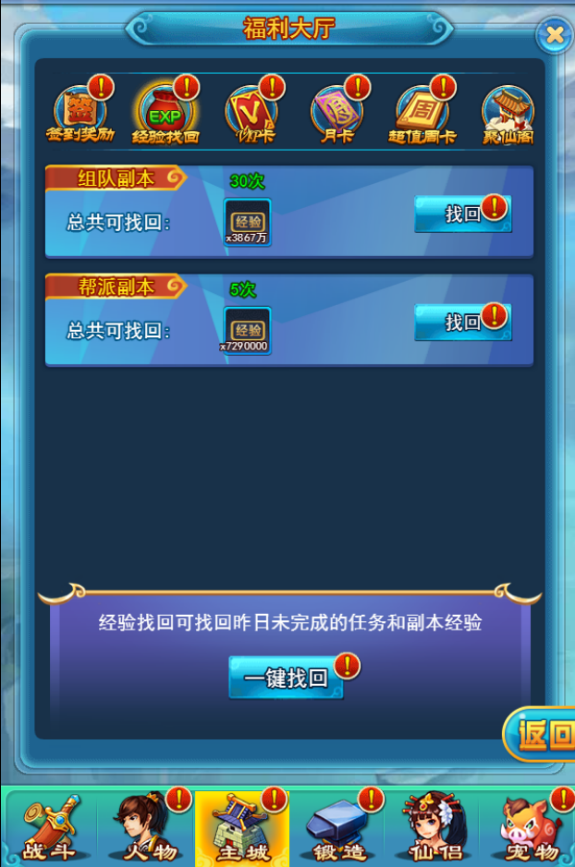 福利大厅
签
签到奖励
EXP
经验找回
V
VIP卡
月卡
周
超值周卡
聚仙阁
组队副本
30次
总共可找回:
经验
x3867万
找回
帮派副本
5次
总共可找回:
经验
x7290000
找回
经验找回可找回昨日未完成的任务和副本经验
一键找回
返回
战斗
人物
主城
锻造
仙侣
宠物